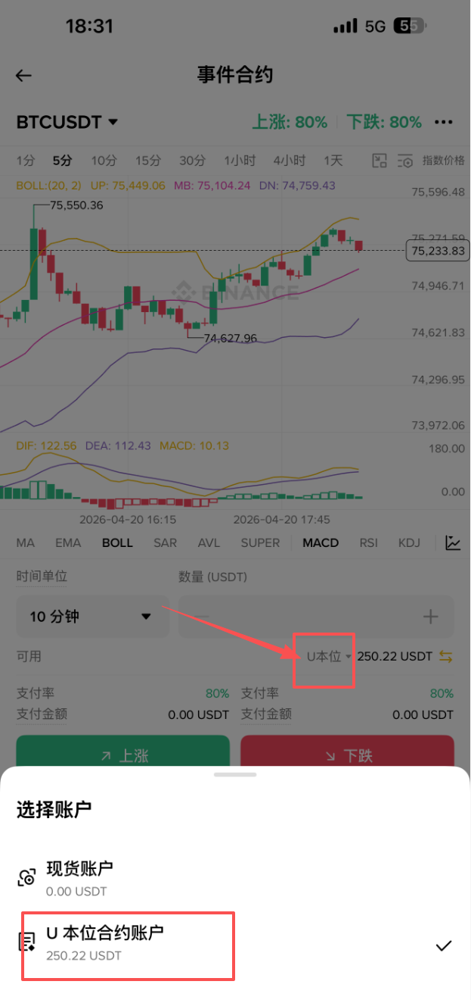 18:31
5G
55
事件合约
BTCUSDT
上涨: 80%
下跌: 80%
1分 5分 10分 15分 30分 1小时 4小时 1天 指数价格
BOLL:(20, 2) UP: 75,449.06 MB: 75,104.24 DN: 74,759.43
75,596.48
75,550.36
75,271.59
75,233.83
74,946.71
BINANCE
74,621.83
74,627.96
74,296.95
73,972.06
DIF: 122.56 DEA: 112.43 MACD: 10.13
180.00
0.00
2026-04-20 16:15
2026-04-20 17:45
MA EMA BOLL SAR AVL SUPER MACD RSI KDJ
时间单位
数量 (USDT)
10 分钟
可用
U本位
250.22 USDT
支付率 80% 支付率 80%
支付金额 0.00 USDT 支付金额 0.00 USDT
上涨
下跌
选择账户
现货账户
0.00 USDT
U 本位合约账户
250.22 USDT